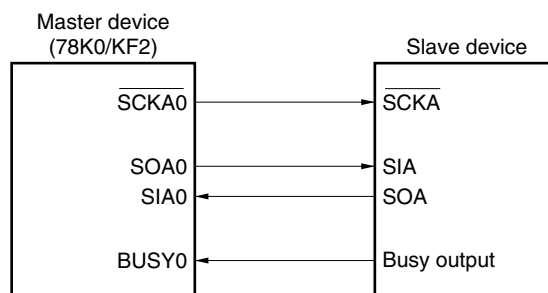 Master device
(78K0/KF2)
Slave device
SCKA0
SCKA
SOA0
SIA
SIA0
SOA
BUSY0
Busy output